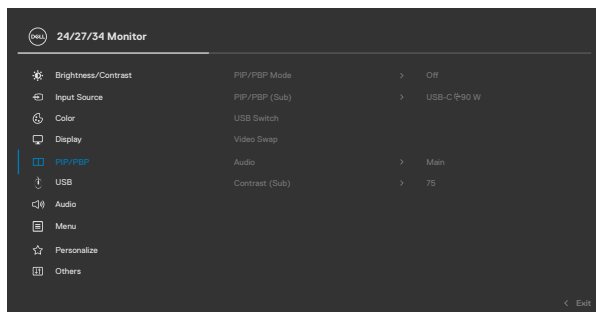 DELL 24/27/34 Monitor
Brightness/Contrast PIP/PBP Mode > Off
Input Source PIP/PBP (Sub) > USB-C 90 W
Color USB Switch
Display Video Swap
PIP/PBP Audio > Main
USB Contrast (Sub) > 75
Audio
Menu
Personalize
Others
< Exit